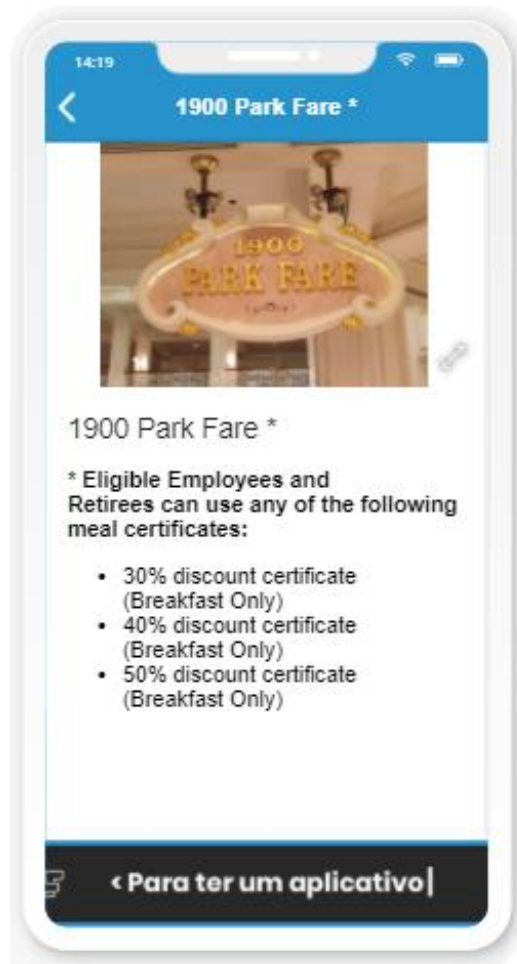 14:19
1900 Park Fare *
1900
PARK FARE
1900 Park Fare *
* Eligible Employees and
Retirees can use any of the following
meal certificates:
• 30% discount certificate
(Breakfast Only)
• 40% discount certificate
(Breakfast Only)
• 50% discount certificate
(Breakfast Only)
< Para ter um aplicativo|